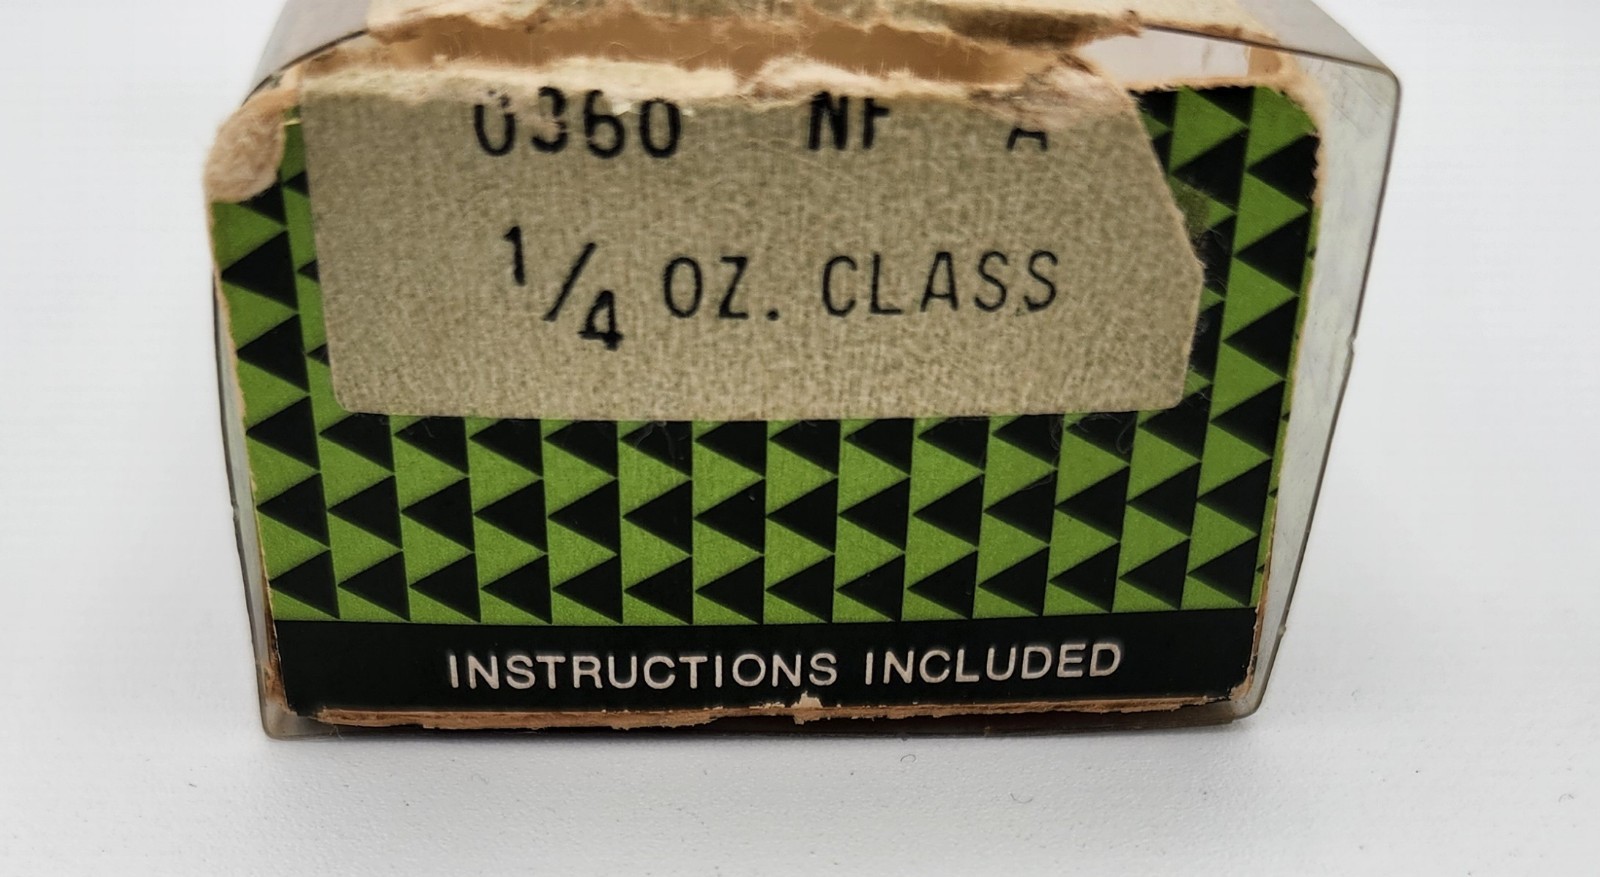 0360 NF A
1/4 OZ. CLASS
INSTRUCTIONS INCLUDED